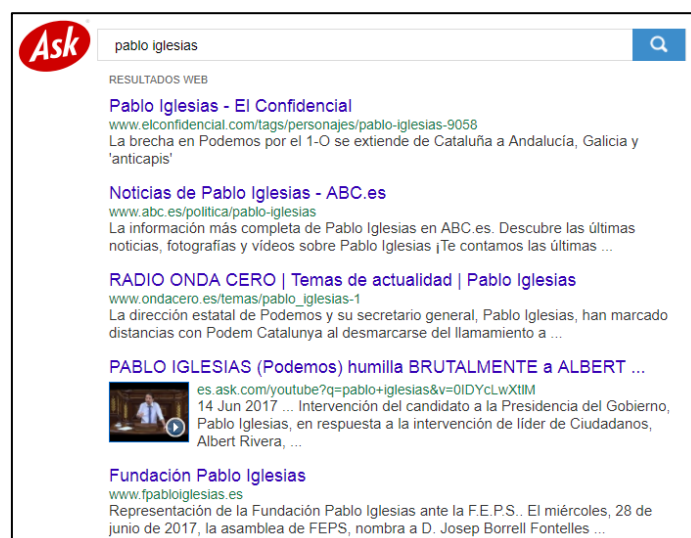 Ask
pablo iglesias
RESULTADOS WEB
Pablo Iglesias - El Confidencial
www.elconfidencial.com/tags/personajes/pablo-iglesias-9058
La brecha en Podemos por el 1-O se extiende de Cataluña a Andalucía, Galicia y
'anticapis'
Noticias de Pablo Iglesias - ABC.es
www.abc.es/politica/pablo-iglesias
La información más completa de Pablo Iglesias en ABC.es. Descubre las últimas
noticias, fotografías y vídeos sobre Pablo Iglesias ¡Te contamos las últimas ...
RADIO ONDA CERO | Temas de actualidad | Pablo Iglesias
www.ondacero.es/temas/pablo_iglesias-1
La dirección estatal de Podemos y su secretario general, Pablo Iglesias, han marcado
distancias con Podem Catalunya al desmarcarse del llamamiento a ...
PABLO IGLESIAS (Podemos) humilla BRUTALMENTE a ALBERT ...
es.ask.com/youtube?q=pablo+iglesias&v=0IDYcLwXtlM
14 Jun 2017 ... Intervención del candidato a la Presidencia del Gobierno,
Pablo Iglesias, en respuesta a la intervención de líder de Ciudadanos,
Albert Rivera, ...
Fundación Pablo Iglesias
www.fpabloiglesias.es
Representación de la Fundación Pablo Iglesias ante la F.E.P.S.. El miércoles, 28 de
junio de 2017, la asamblea de FEPS, nombra a D. Josep Borrell Fontelles ...